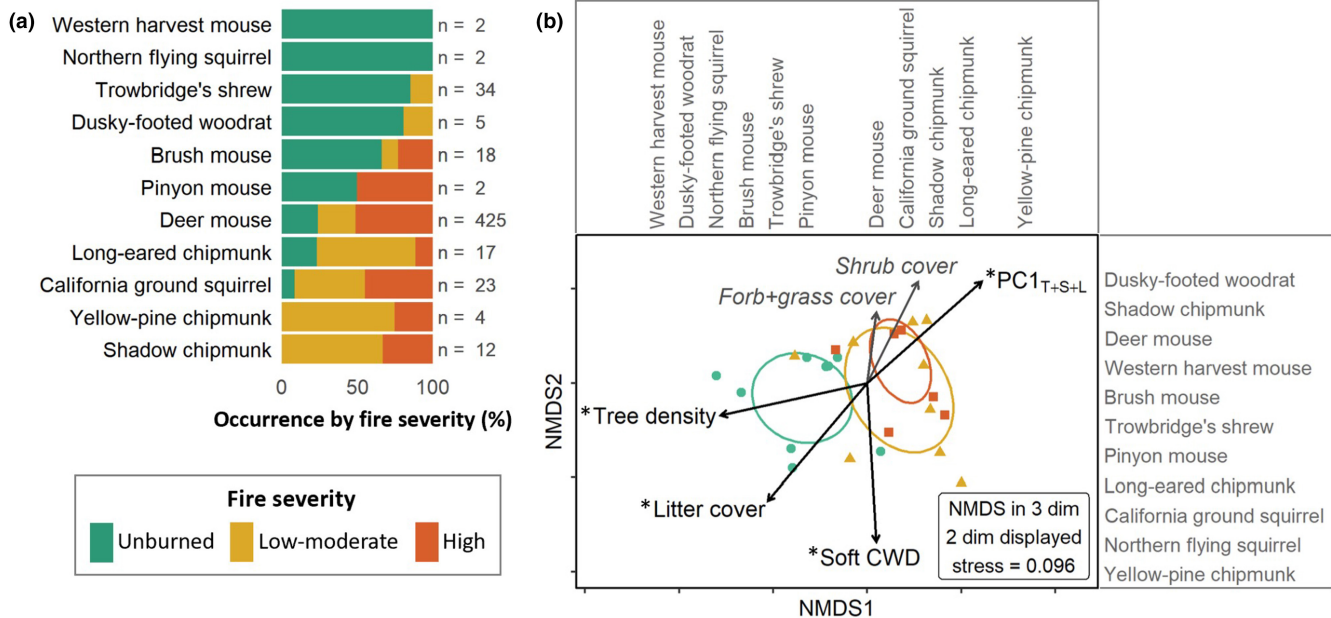 (a)
Western harvest mouse n = 2
Northern flying squirrel n = 2
Trowbridge's shrew n = 34
Dusky-footed woodrat n = 5
Brush mouse n = 18
Pinyon mouse n = 2
Deer mouse n = 425
Long-eared chipmunk n = 17
California ground squirrel n = 23
Yellow-pine chipmunk n = 4
Shadow chipmunk n = 12
0 50 100
Occurrence by fire severity (%)
Fire severity
Unburned Low-moderate High
(b)
Western harvest mouse
Dusky-footed woodrat
Northern flying squirrel
Brush mouse
Trowbridge's shrew
Pinyon mouse
Deer mouse
California ground squirrel
Shadow chipmunk
Long-eared chipmunk
Yellow-pine chipmunk
NMDS2
Shrub cover
*PC1T+S+L
Forb+grass cover
*Tree density
*Litter cover
*Soft CWD
NMDS in 3 dim
2 dim displayed
stress = 0.096
NMDS1
Dusky-footed woodrat
Shadow chipmunk
Deer mouse
Western harvest mouse
Brush mouse
Trowbridge's shrew
Pinyon mouse
Long-eared chipmunk
California ground squirrel
Northern flying squirrel
Yellow-pine chipmunk